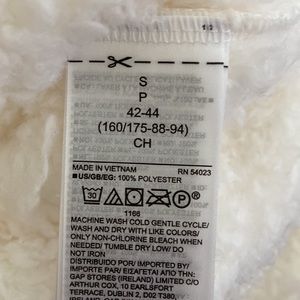 S
P
42-44
(160/175-88-94)
CH
MADE IN VIETNAM RN 54023
■US/GB/EG: 100% POLYESTER
30
P
1166
MACHINE WASH COLD GENTLE CYCLE/
WASH AND DRY WITH LIKE COLORS/
ONLY NON-CHLORINE BLEACH WHEN
NEEDED/ TUMBLE DRY LOW/ DO
NOT IRON
DISTRIBUIDO POR/ IMPORTED BY/
IMPORTE PAR/ ΕΙΣΑΓΕΤΑΙ ΑΠΟ ΤΗΝ
GAP STORES (IRELAND) LIMITED C/O
ARTHUR COX, 10 EARLSFORT
TERRACE, DUBLIN 2, D02 T380,